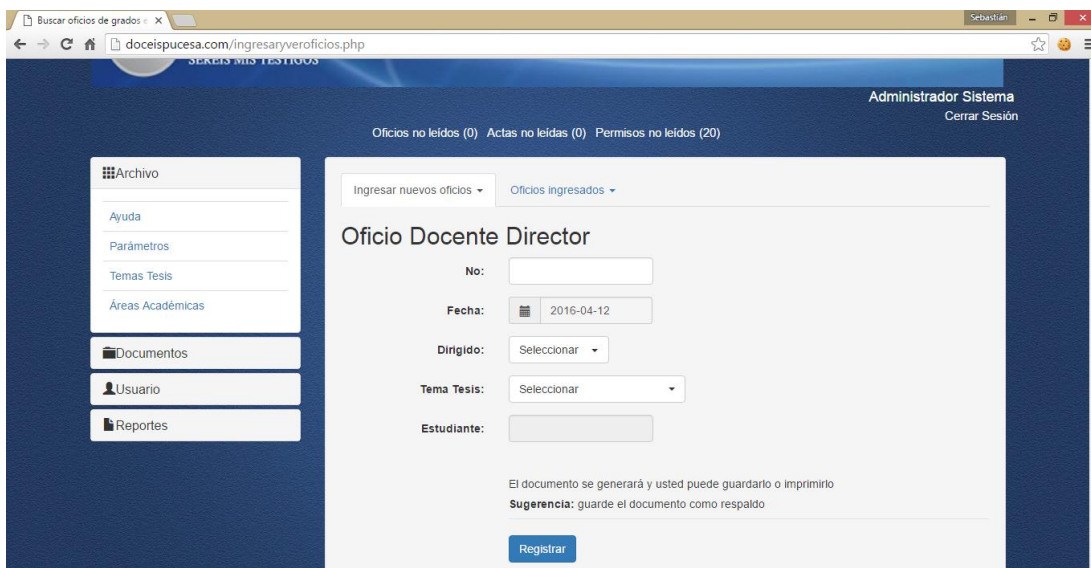 Buscar oficios de grados e
Sebastián
doceispucesa.com/ingresaryveroficios.php
SEREIS MIS TESTIGOS
Administrador Sistema
Cerrar Sesión
Oficios no leídos (0) Actas no leídas (0) Permisos no leídos (20)
Archivo
Ayuda
Parámetros
Temas Tesis
Áreas Académicas
Documentos
Usuario
Reportes
Ingresar nuevos oficios Oficios ingresados
Oficio Docente Director
No:
Fecha: 2016-04-12
Dirigido: Seleccionar
Tema Tesis: Seleccionar
Estudiante:
El documento se generará y usted puede guardarlo o imprimirlo
Sugerencia: guarde el documento como respaldo
Registrar